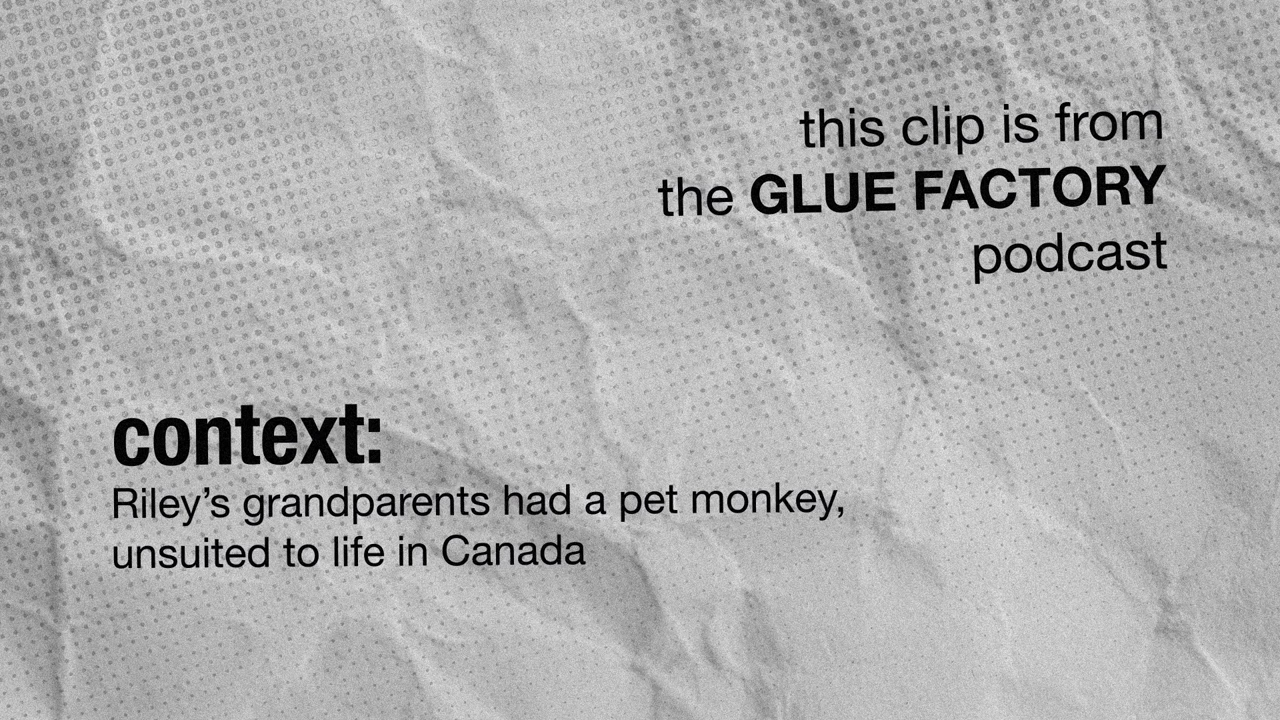 this clip is from
the GLUE FACTORY
podcast
context:
Riley’s grandparents had a pet monkey,
unsuited to life in Canada